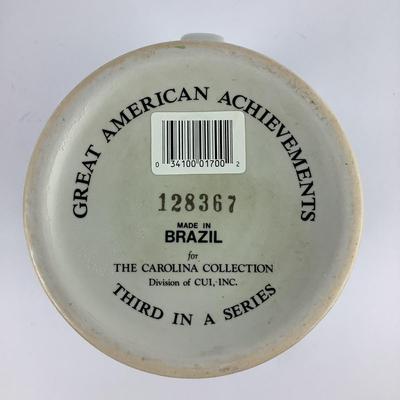 GREAT AMERICAN ACHIEVEMENTS
0 34100 01700 2
128367
MADE IN
BRAZIL
for
THE CAROLINA COLLECTION
Division of CUI, INC.
THIRD IN A SERIES